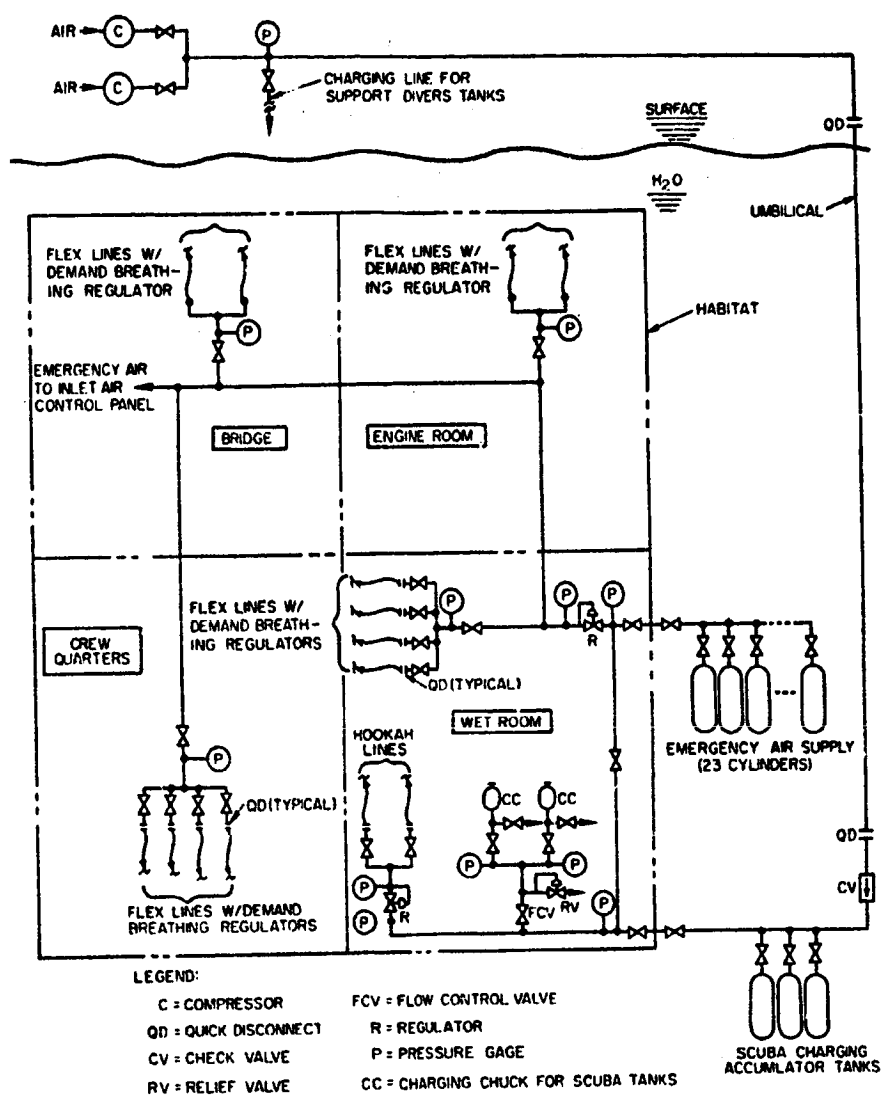 AIR
C
P
AIR
C
CHARGING LINE FOR
SUPPORT DIVERS TANKS
SURFACE
QD
H2O
UMBILICAL
FLEX LINES W/
DEMAND BREATH-
ING REGULATOR
P
FLEX LINES W/
DEMAND BREATH-
ING REGULATOR
P
HABITAT
EMERGENCY AIR
TO INLET AIR
CONTROL PANEL
BRIDGE
ENGINE ROOM
FLEX LINES W/
DEMAND BREATH-
ING REGULATORS
P
P
P
R
CREW
QUARTERS
QD (TYPICAL)
WET ROOM
EMERGENCY AIR SUPPLY
(23 CYLINDERS)
HOOKAH
LINES
P
CC
CC
QD (TYPICAL)
QD
P
P
P
CV
FLEX LINES W/DEMAND
BREATHING REGULATORS
P
R
FCV
RV
P
LEGEND:
C = COMPRESSOR
QD = QUICK DISCONNECT
CV = CHECK VALVE
RV = RELIEF VALVE
FCV = FLOW CONTROL VALVE
R = REGULATOR
P = PRESSURE GAGE
CC = CHARGING CHUCK FOR SCUBA TANKS
SCUBA CHARGING
ACCUMLATOR TANKS